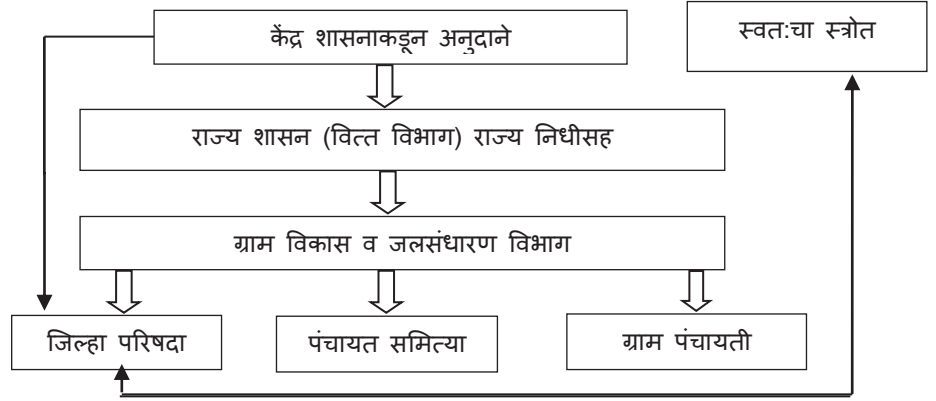 केंद्र शासनाकडून अनुदाने
स्वत:चा स्त्रोत
राज्य शासन (वित्त विभाग) राज्य निधीसह
ग्राम विकास व जलसंधारण विभाग
जिल्हा परिषदा
पंचायत समित्या
ग्राम पंचायती